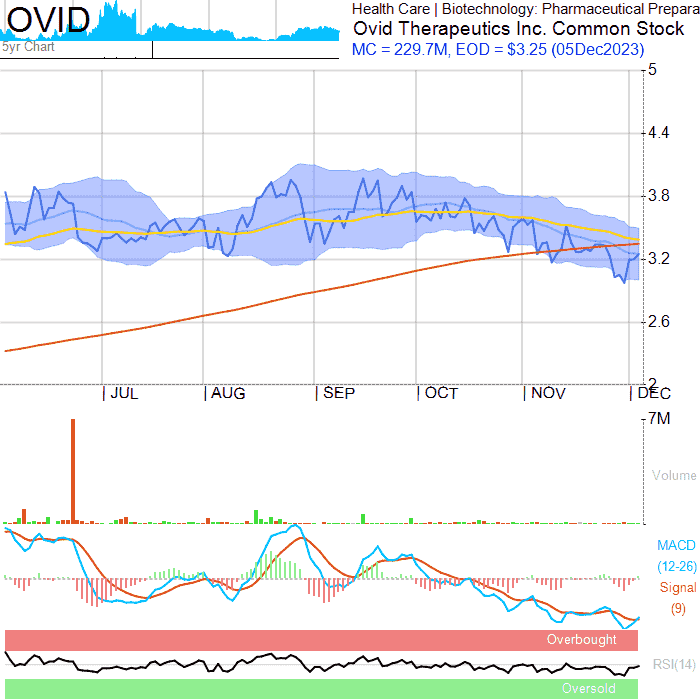 OVID
5yr Chart
Health Care | Biotechnology: Pharmaceutical Prepara
Ovid Therapeutics Inc. Common Stock
MC = 229.7M, EOD = $3.25 (05Dec2023)
5
4.4
3.8
3.2
2.6
2
JUL
AUG
SEP
OCT
NOV
DEC
7M
Volume
MACD
(12-26)
Signal
(9)
Overbought
RSI(14)
Oversold